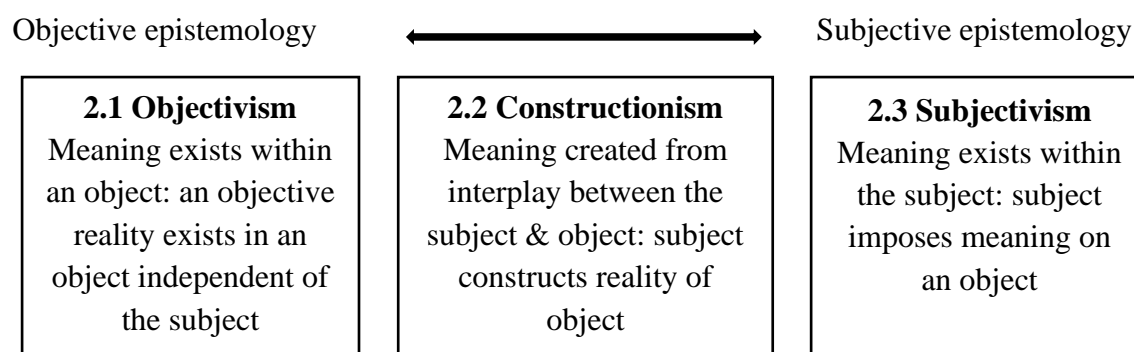 Objective epistemology
Subjective epistemology
2.1 Objectivism
Meaning exists within
an object: an objective
reality exists in an
object independent of
the subject
2.2 Constructionism
Meaning created from
interplay between the
subject & object: subject
constructs reality of
object
2.3 Subjectivism
Meaning exists within
the subject: subject
imposes meaning on
an object